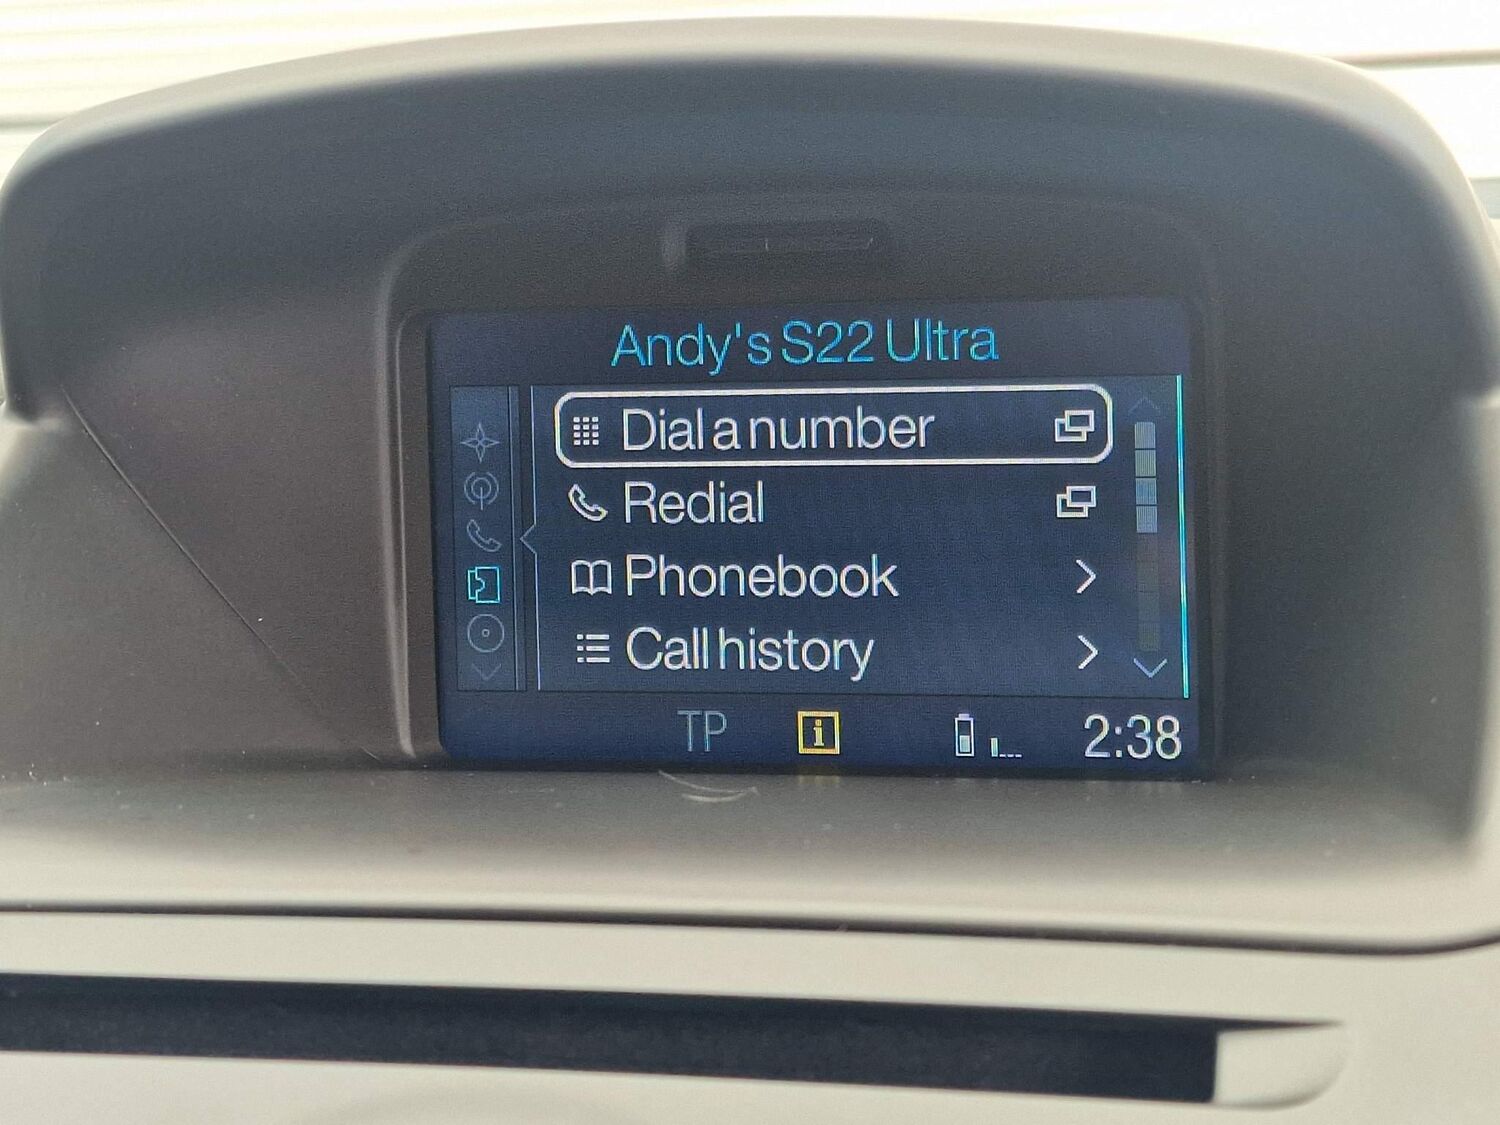 Andy's S22 Ultra
Dial a number
Redial
Phonebook
Call history
TP i 2:38